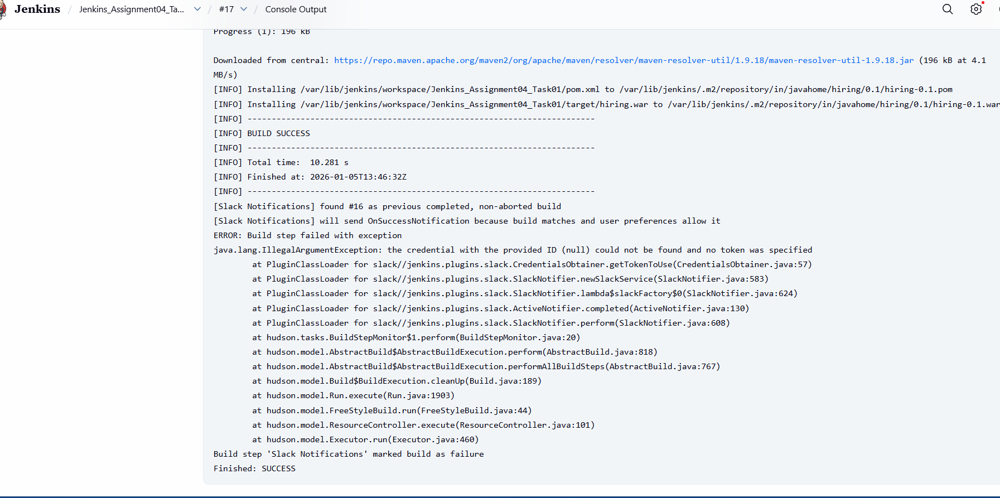 Jenkins / Jenkins_Assignment04_Ta... / #17 / Console Output
Progress (1): 196 kB
Downloaded from central: https://repo.maven.apache.org/maven2/org/apache/maven/resolver/maven-resolver-util/1.9.18/maven-resolver-util-1.9.18.jar (196 kB at 4.1
MB/s)
[INFO] Installing /var/lib/jenkins/workspace/Jenkins_Assignment04_Task01/pom.xml to /var/lib/jenkins/.m2/repository/in/javahome/hiring/0.1/hiring-0.1.pom
[INFO] Installing /var/lib/jenkins/workspace/Jenkins_Assignment04_Task01/target/hiring.war to /var/lib/jenkins/.m2/repository/in/javahome/hiring/0.1/hiring-0.1.war
[INFO] ------------------------------------------------------------------------
[INFO] BUILD SUCCESS
[INFO] ------------------------------------------------------------------------
[INFO] Total time:  10.281 s
[INFO] Finished at: 2026-01-05T13:46:32Z
[INFO] ------------------------------------------------------------------------
[Slack Notifications] found #16 as previous completed, non-aborted build
[Slack Notifications] will send OnSuccessNotification because build matches and user preferences allow it
ERROR: Build step failed with exception
java.lang.IllegalArgumentException: the credential with the provided ID (null) could not be found and no token was specified
	at PluginClassLoader for slack//jenkins.plugins.slack.CredentialsObtainer.getTokenToUse(CredentialsObtainer.java:57)
	at PluginClassLoader for slack//jenkins.plugins.slack.SlackNotifier.newSlackService(SlackNotifier.java:583)
	at PluginClassLoader for slack//jenkins.plugins.slack.SlackNotifier.lambda$slackFactory$0(SlackNotifier.java:624)
	at PluginClassLoader for slack//jenkins.plugins.slack.ActiveNotifier.completed(ActiveNotifier.java:130)
	at PluginClassLoader for slack//jenkins.plugins.slack.SlackNotifier.perform(SlackNotifier.java:608)
	at hudson.tasks.BuildStepMonitor$1.perform(BuildStepMonitor.java:20)
	at hudson.model.AbstractBuild$AbstractBuildExecution.perform(AbstractBuild.java:818)
	at hudson.model.AbstractBuild$AbstractBuildExecution.performAllBuildSteps(AbstractBuild.java:767)
	at hudson.model.Build$BuildExecution.cleanUp(Build.java:189)
	at hudson.model.Run.execute(Run.java:1903)
	at hudson.model.FreeStyleBuild.run(FreeStyleBuild.java:44)
	at hudson.model.ResourceController.execute(ResourceController.java:101)
	at hudson.model.Executor.run(Executor.java:460)
Build step 'Slack Notifications' marked build as failure
Finished: SUCCESS